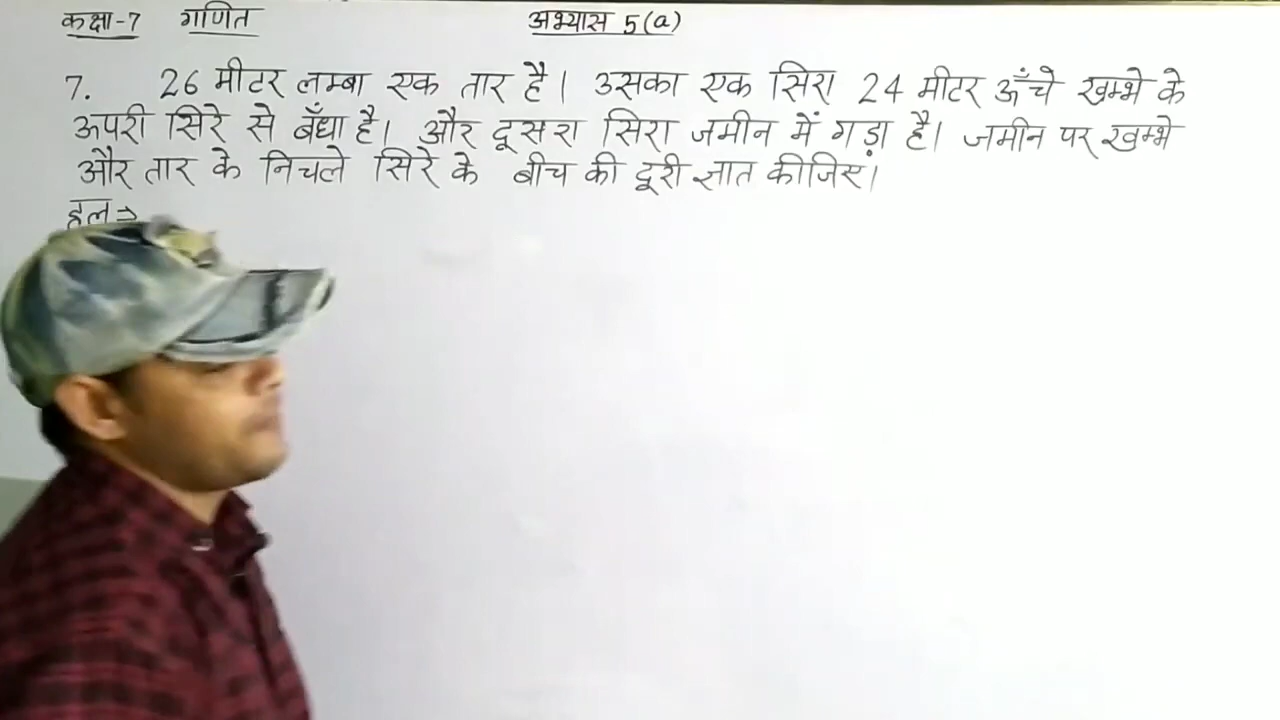 कक्षा-7 गणित अभ्यास 5(a)
7. 26 मीटर लम्बा एक तार है। उसका एक सिरा 24 मीटर ऊँचे खम्भे के
ऊपरी सिरे से बँधा है। और दूसरा सिरा जमीन में गड़ा है। जमीन पर खम्भे
और तार के निचले सिरे के बीच की दूरी ज्ञात कीजिए।
हल⇒